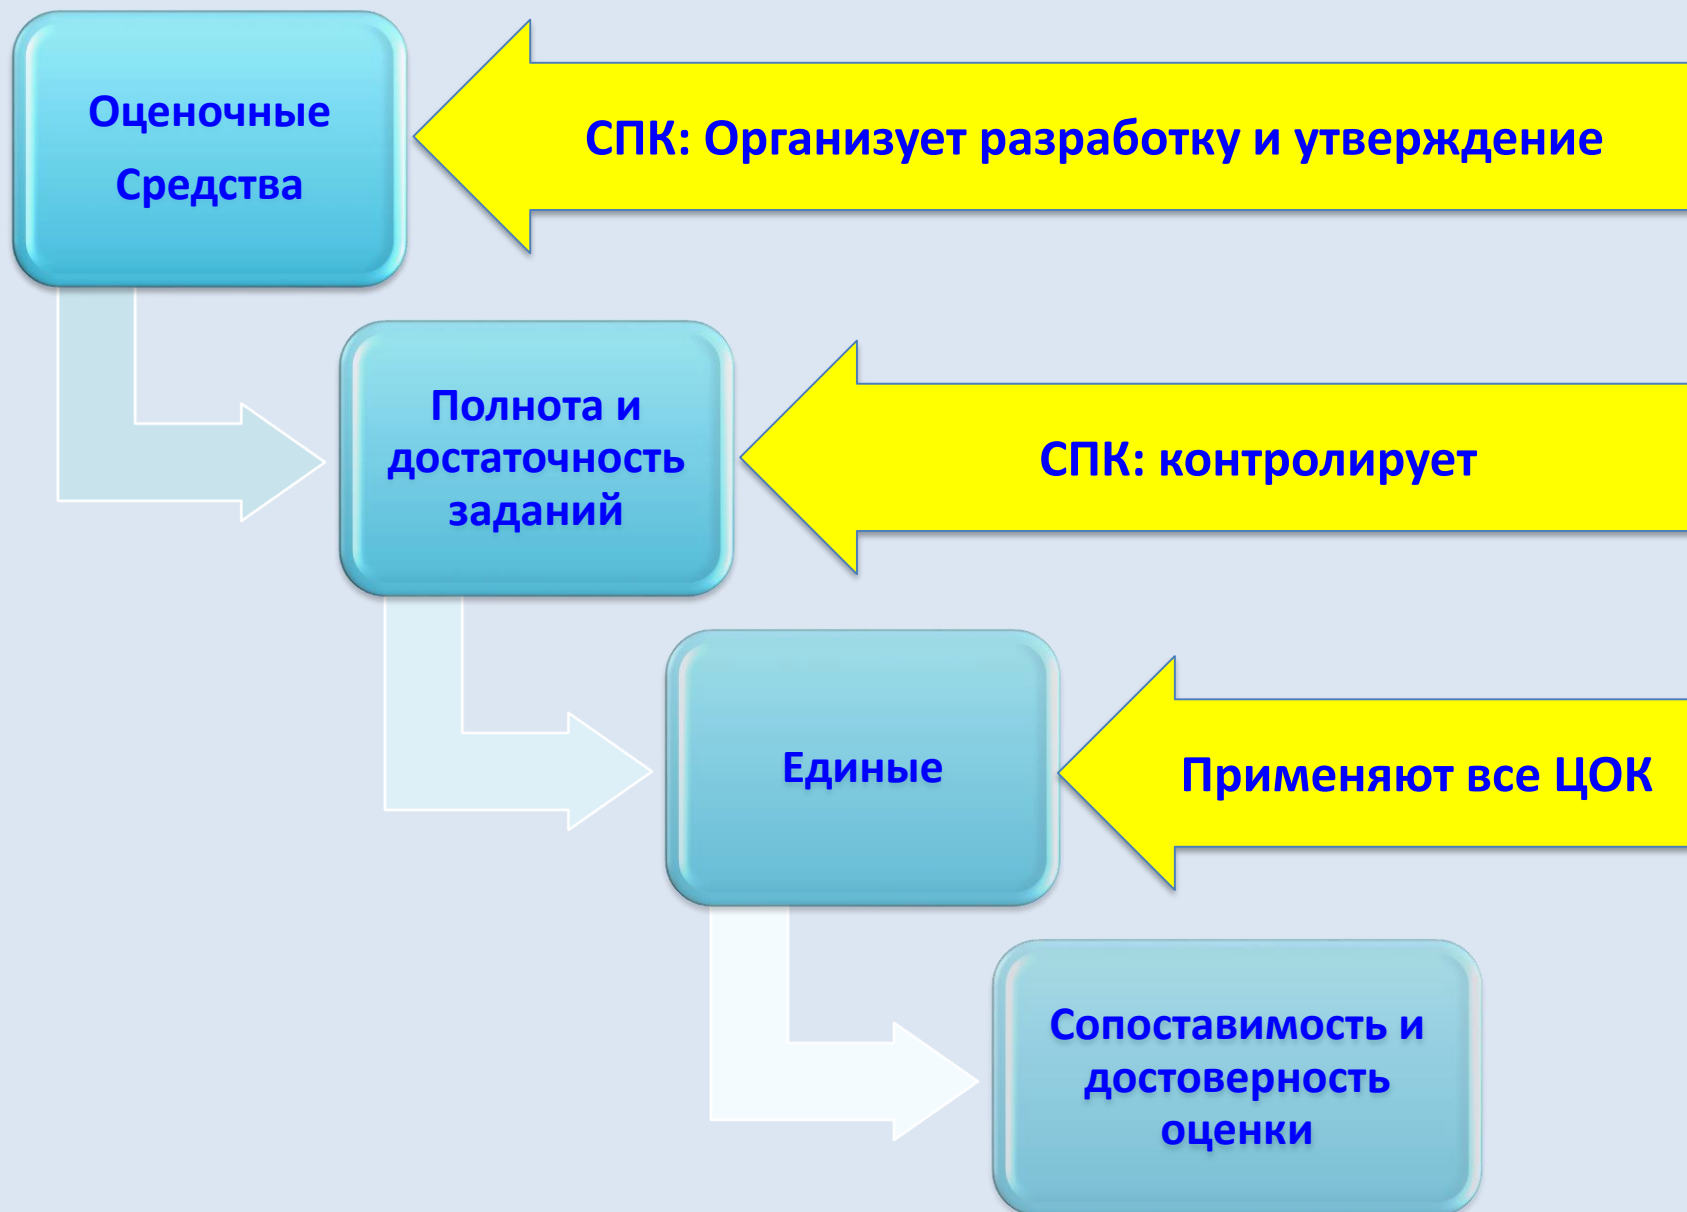 Оценочные
Средства
СПК: Организует разработку и утверждение
Полнота и
достаточность
заданий
СПК: контролирует
Единые
Применяют все ЦОК
Сопоставимость и
достоверность
оценки